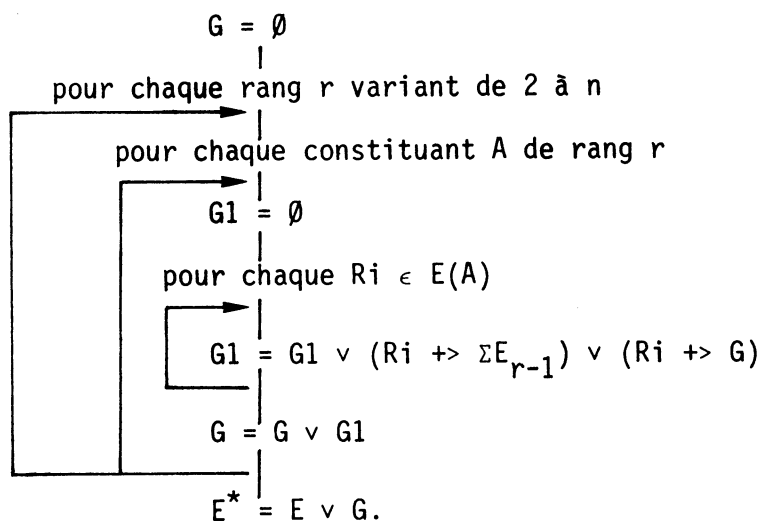 G = Ø
pour chaque rang r variant de 2 à n
pour chaque constituant A de rang r
G1 = Ø
pour chaque Ri ϵ E(A)
G1 = G1 ∨ (Ri +> ΣE_{r-1}) ∨ (Ri +> G)
G = G ∨ G1
E* = E ∨ G.